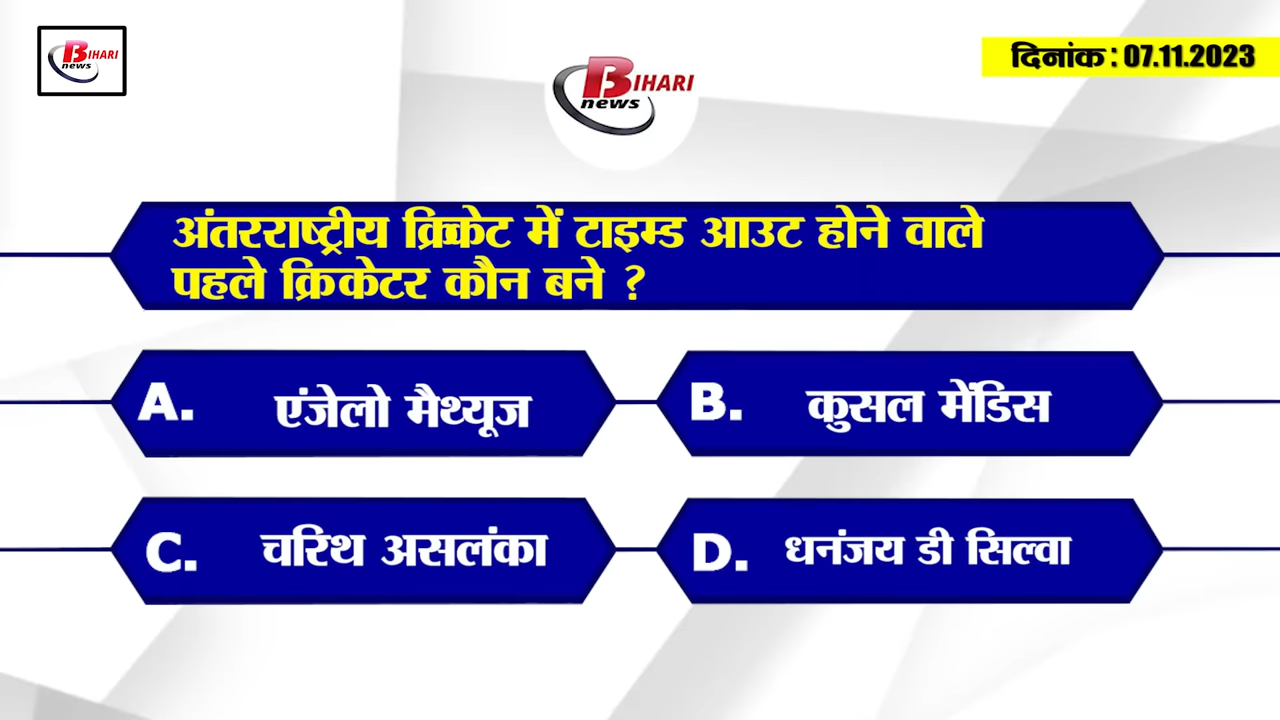 BIHARI
news
दिनांक : 07.11.2023
BIHARI
news
अंतरराष्ट्रीय क्रिकेट में टाइम्ड आउट होने वाले
पहले क्रिकेटर कौन बने ?
A. एंजेलो मैथ्यूज
B. कुसल मेंडिस
C. चरिथ असलंका
D. धनंजय डी सिल्वा